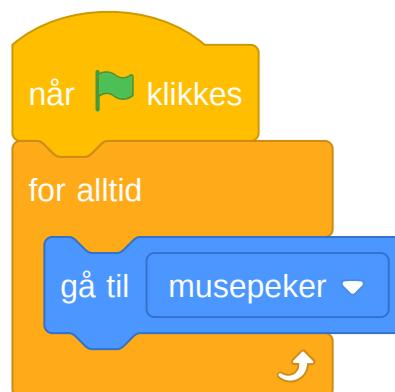 når klikkes
for alltid
gå til musepeker